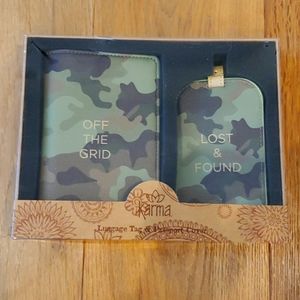 OFF
THE
GRID
LOST
&
FOUND
karma
Luggage Tag & Passport Cover